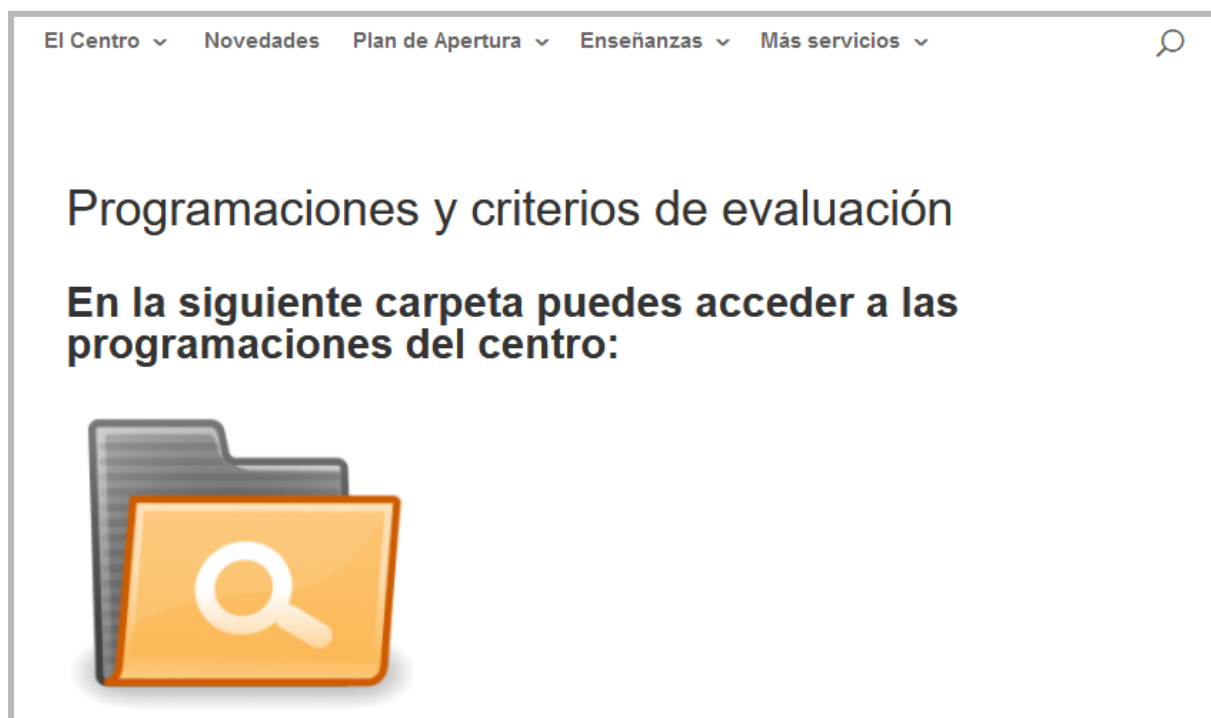 El Centro Novedades Plan de Apertura Enseñanzas Más servicios
Programaciones y criterios de evaluación
En la siguiente carpeta puedes acceder a las
programaciones del centro: